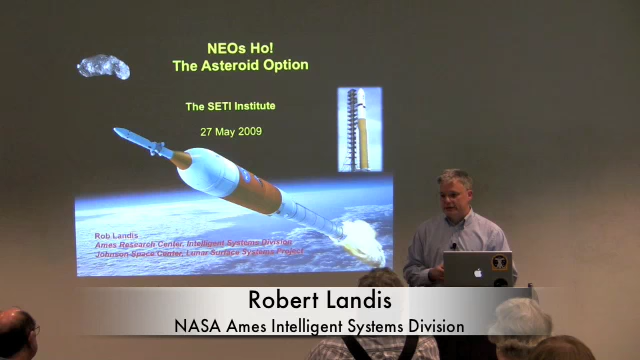 NEOs Ho!
The Asteroid Option
The SETI Institute
27 May 2009
Rob Landis
Ames Research Center, Intelligent Systems Division
Johnson Space Center, Lunar Surface Systems Project
Robert Landis
NASA Ames Intelligent Systems Division